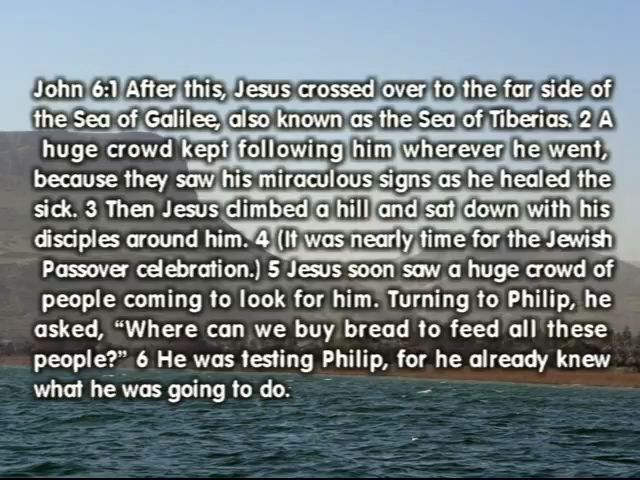 John 6:1 After this, Jesus crossed over to the far side of
the Sea of Galilee, also known as the Sea of Tiberias. 2 A
huge crowd kept following him wherever he went,
because they saw his miraculous signs as he healed the
sick. 3 Then Jesus climbed a hill and sat down with his
disciples around him. 4 (It was nearly time for the Jewish
Passover celebration.) 5 Jesus soon saw a huge crowd of
people coming to look for him. Turning to Philip, he
asked, “Where can we buy bread to feed all these
people?” 6 He was testing Philip, for he already knew
what he was going to do.